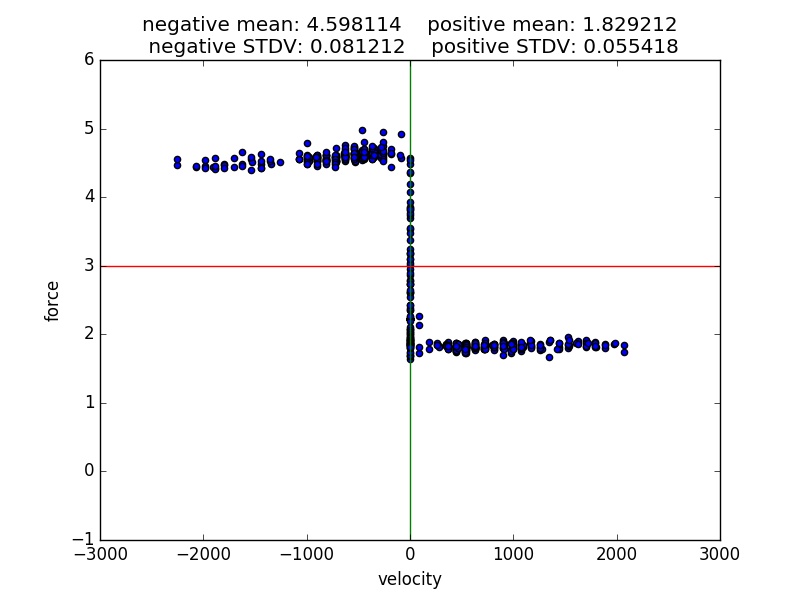 negative mean: 4.598114    positive mean: 1.829212
negative STDV: 0.081212    positive STDV: 0.055418
6
5
4
3
2
1
0
−1
force
−3000 −2000 −1000 0 1000 2000 3000
velocity